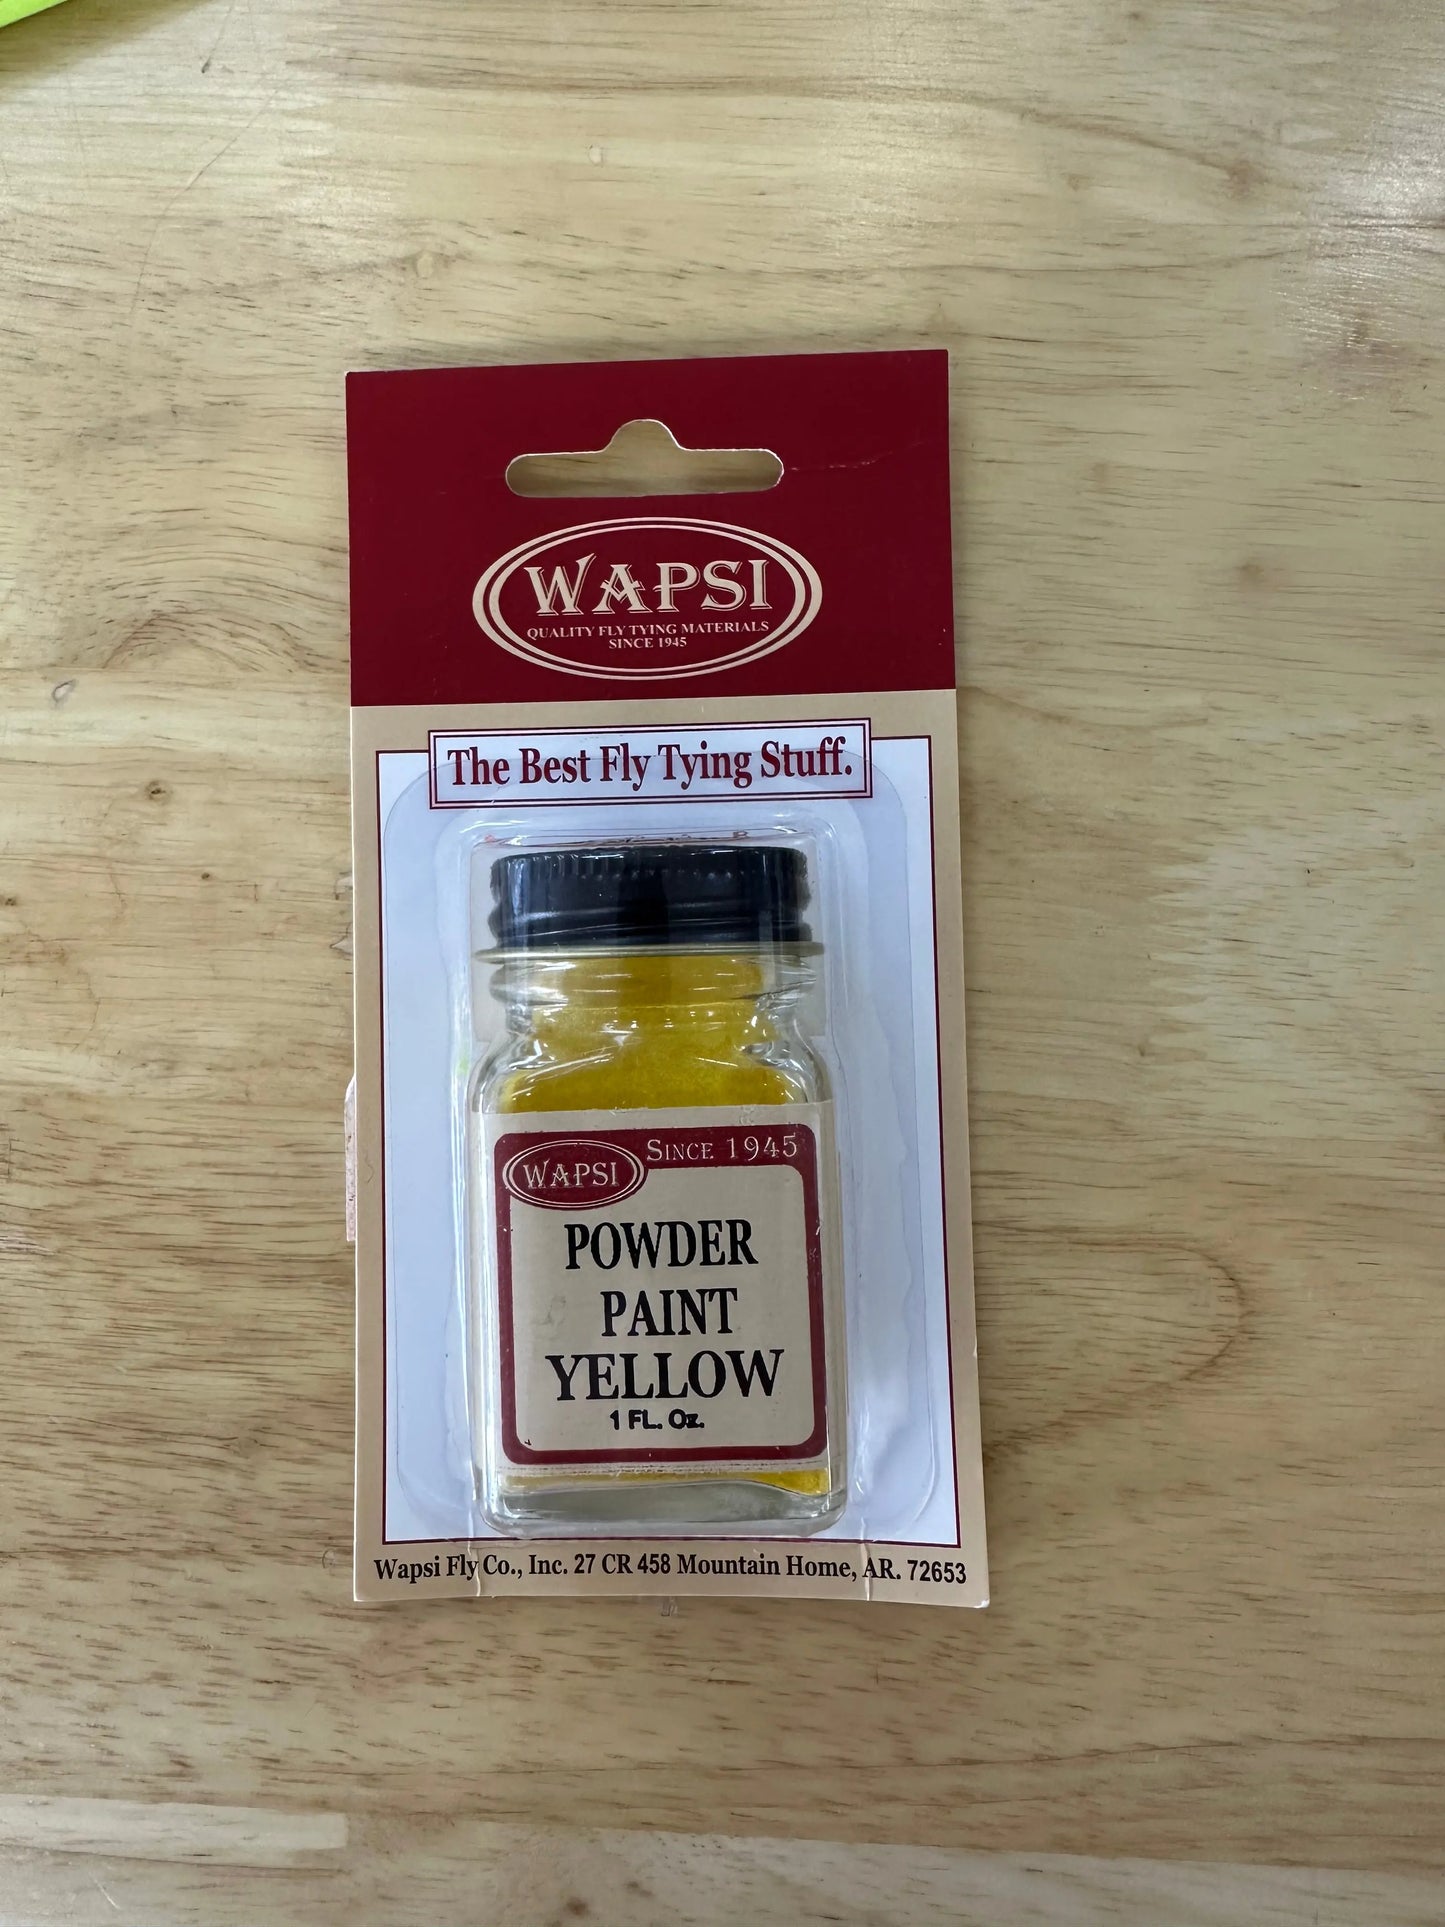 WAPSI
QUALITY FLY TYING MATERIALS
SINCE 1945
The Best Fly Tying Stuff.
WAPSI
SINCE 1945
POWDER
PAINT
YELLOW
1 FL. Oz.
Wapsi Fly Co., Inc. 27 CR 458 Mountain Home, AR. 72653